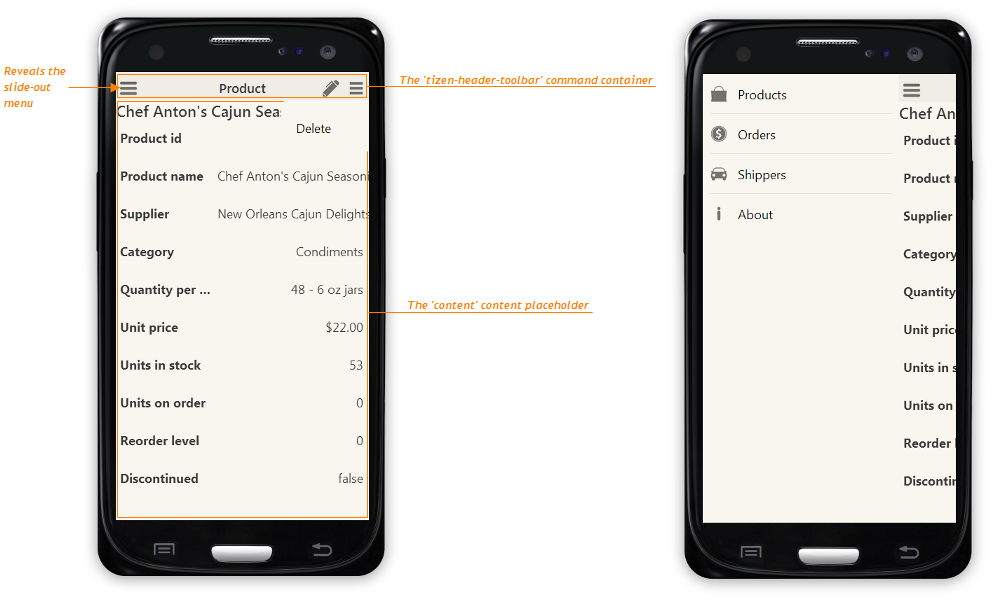 Reveals the
slide-out
menu
The 'tizen-header-toolbar' command container
The 'content' content placeholder
Product
Chef Anton's Cajun Sea
Delete
Product id
Product name Chef Anton's Cajun Seasoni
Supplier New Orleans Cajun Delights
Category Condiments
Quantity per ... 48 - 6 oz jars
Unit price $22.00
Units in stock 53
Units on order 0
Reorder level 0
Discontinued false
Products
Orders
Shippers
About
Chef An
Product i
Product
Supplier
Category
Quantity
Unit pric
Units in s
Units on
Reorder
Discontin